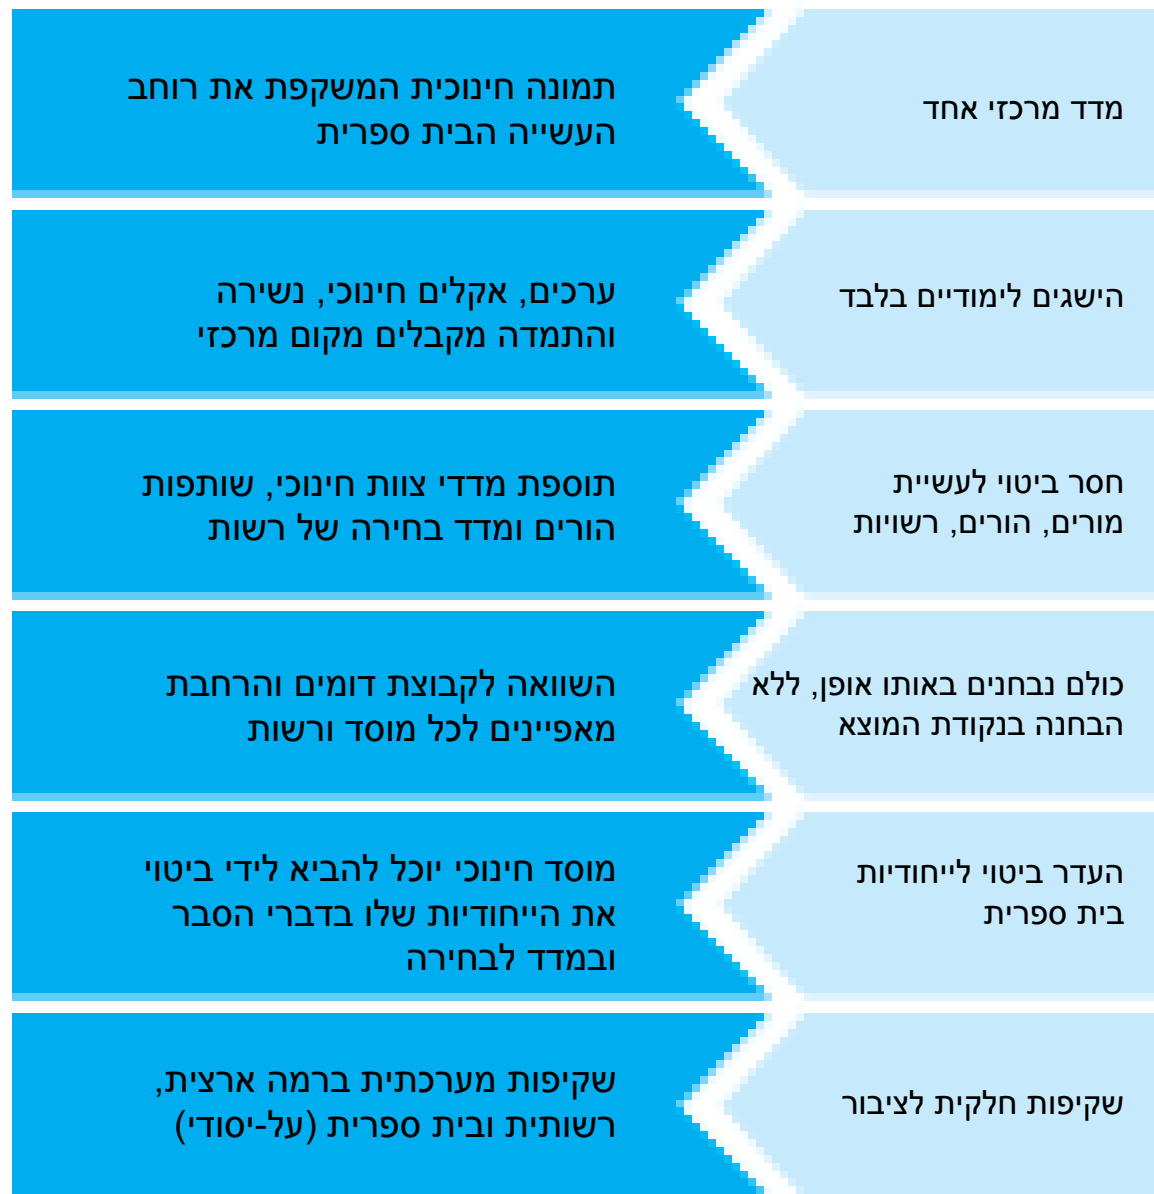 מדד מרכזי אחד
תמונה חינוכית המשקפת את רוחב
העשייה הבית ספרית
הישגים לימודיים בלבד
ערכים, אקלים חינוכי, נשירה
והתמדה מקבלים מקום מרכזי
חסר ביטוי לעשיית
מורים, הורים, רשויות
תוספת מדדי צוות חינוכי, שותפות
הורים ומדד בחירה של רשות
כולם נבחנים באותו אופן, ללא
הבחנה בנקודת המוצא
השוואה לקבוצת דומים והרחבת
מאפיינים לכל מוסד ורשות
העדר ביטוי לייחודיות
בית ספרית
מוסד חינוכי יוכל להביא לידי ביטוי
את הייחודיות שלו בדברי הסבר
ובמדד לבחירה
שקיפות חלקית לציבור
שקיפות מערכתית ברמה ארצית,
רשותית ובית ספרית (על-יסודי)